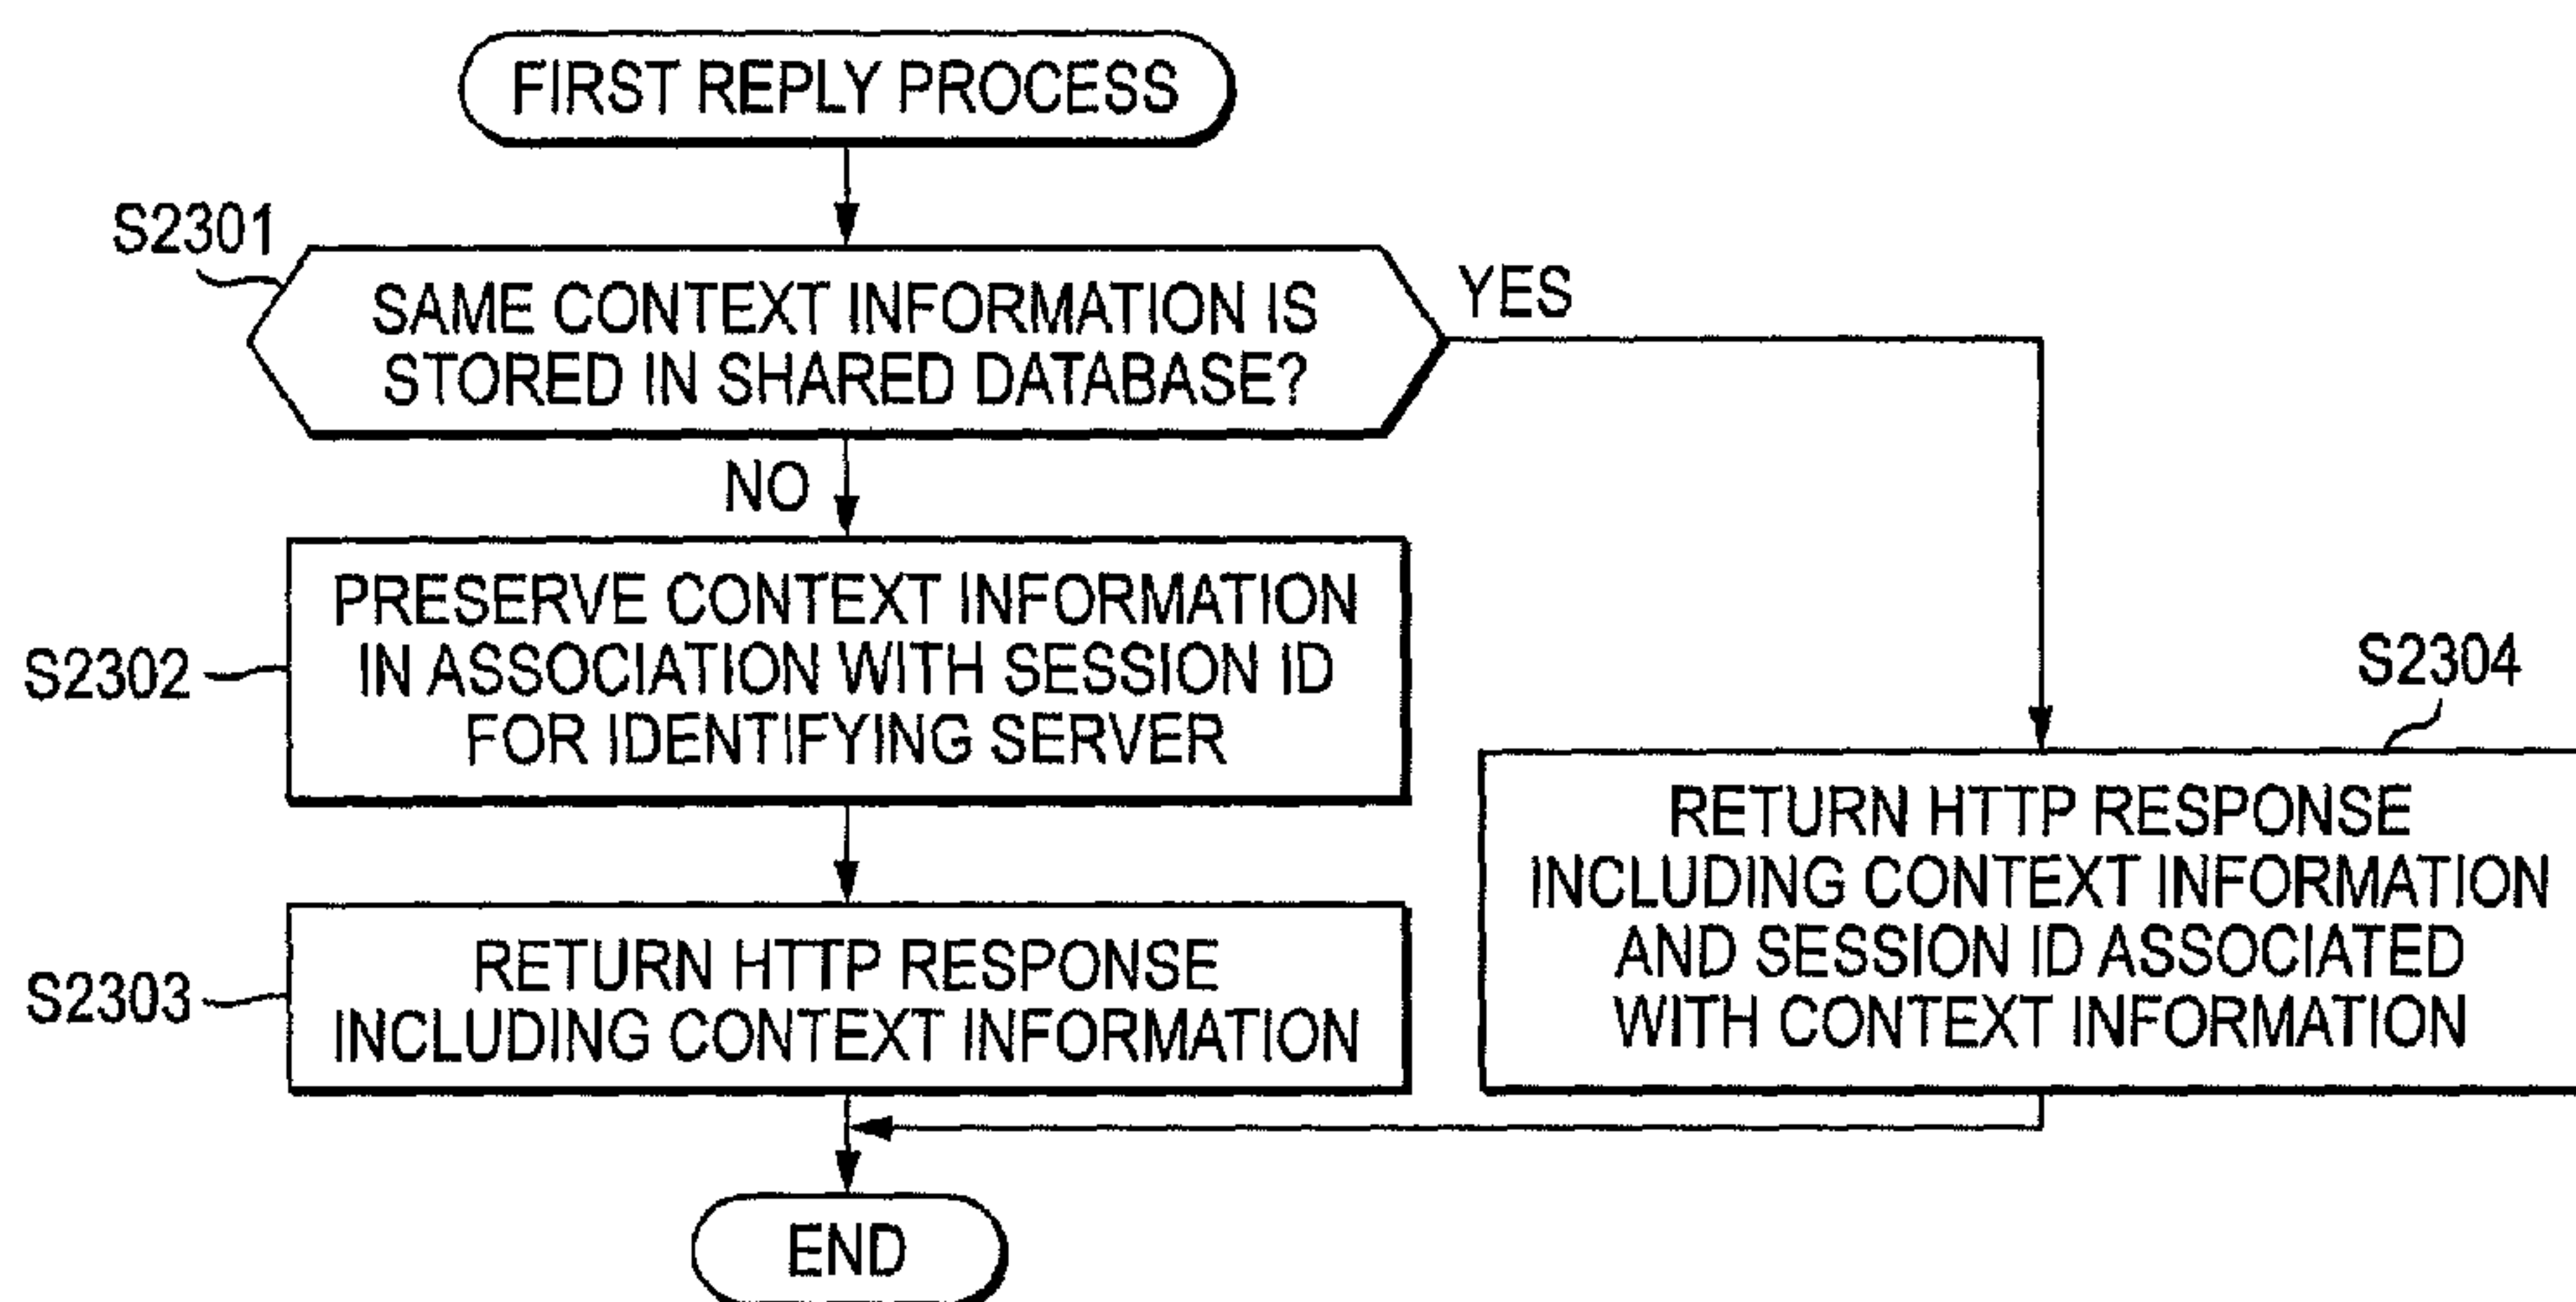 FIRST REPLY PROCESS
S2301
SAME CONTEXT INFORMATION IS
STORED IN SHARED DATABASE?
YES
NO
S2302
PRESERVE CONTEXT INFORMATION
IN ASSOCIATION WITH SESSION ID
FOR IDENTIFYING SERVER
S2303
RETURN HTTP RESPONSE
INCLUDING CONTEXT INFORMATION
S2304
RETURN HTTP RESPONSE
INCLUDING CONTEXT INFORMATION
AND SESSION ID ASSOCIATED
WITH CONTEXT INFORMATION
END